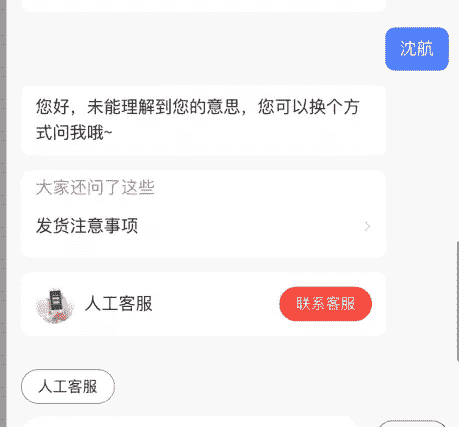 沈航
您好，未能理解到您的意思，您可以换个方
式问我哦~
大家还问了这些
发货注意事项
人工客服
联系客服
人工客服